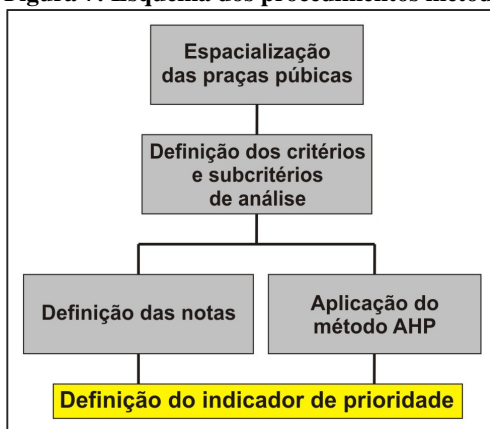 Espacialização
das praças púbicas
Definição dos critérios
e subcritérios
de análise
Definição das notas
Aplicação do
método AHP
Definição do indicador de prioridade